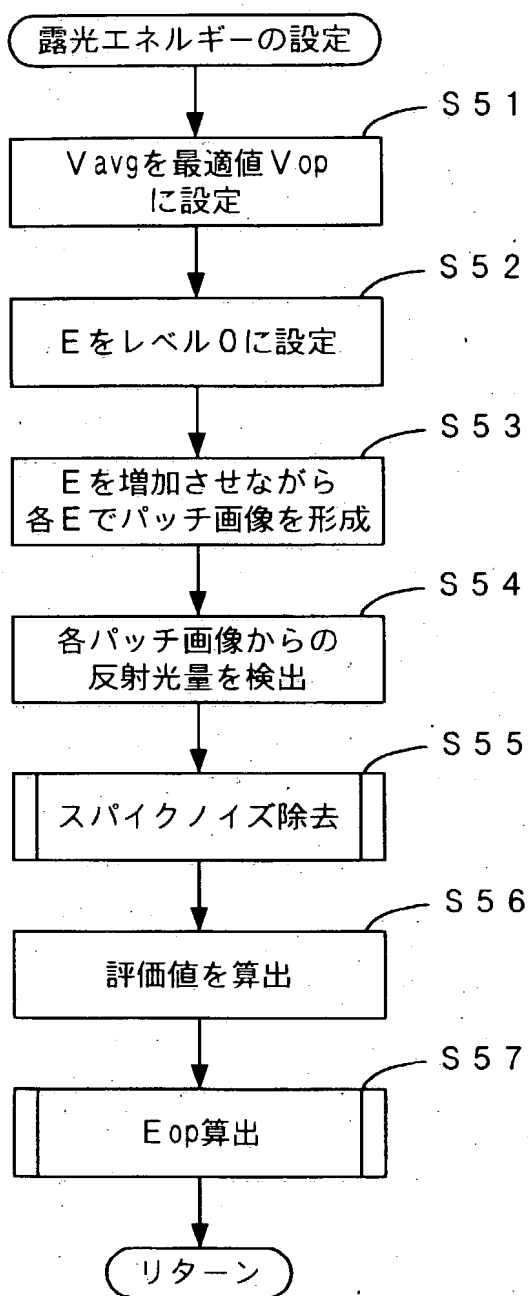 露光エネルギーの設定
S51
Vavgを最適値Vop
に設定
S52
Eをレベル0に設定
S53
Eを増加させながら
各Eでパッチ画像を形成
S54
各パッチ画像からの
反射光量を検出
S55
スパイクノイズ除去
S56
評価値を算出
S57
Eop算出
リターン